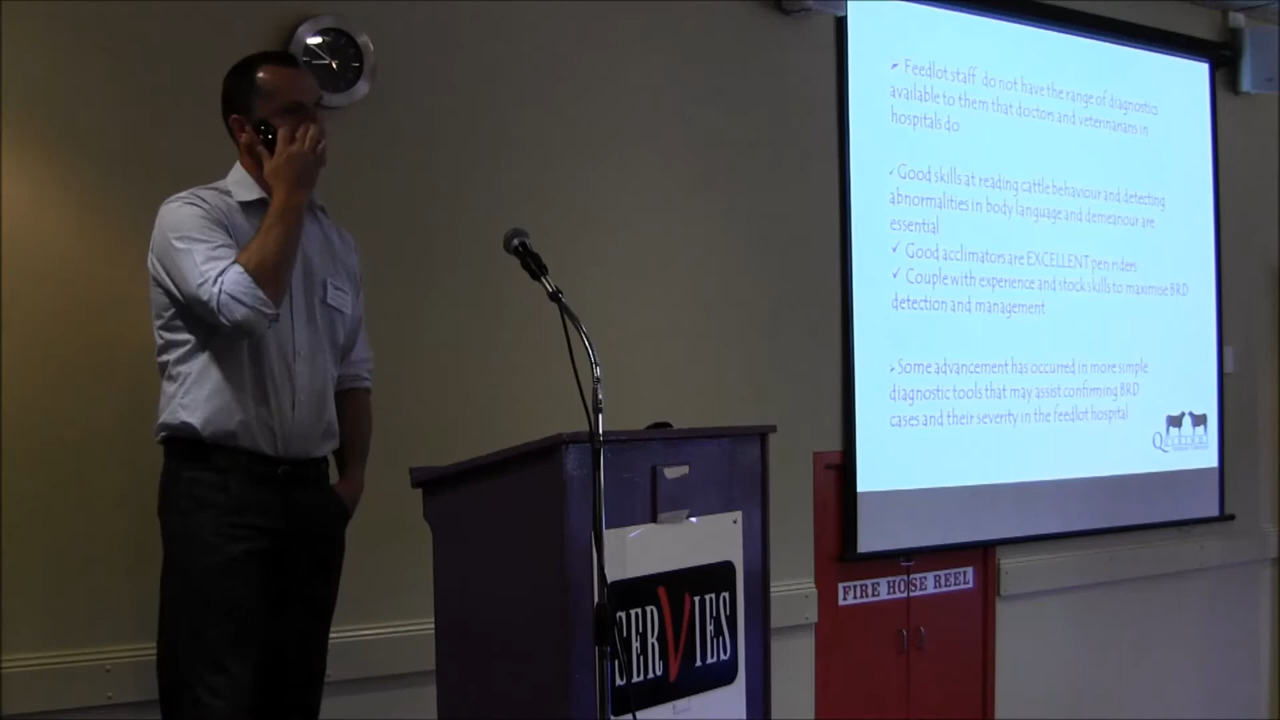 Feedlot staff do not have the range of diagnostics
available to them that doctors and veterinarians in
hospitals do
✓ Good skills at reading cattle behaviour and detecting
abnormalities in body language and demeanour are
essential
✓ Good acclimators are EXCELLENT pen riders
✓ Couple with experience and stock skills to maximise BRD
detection and management
Some advancement has occurred in more simple
diagnostic tools that may assist confirming BRD
cases and their severity in the feedlot hospital
FIRE HOSE REEL
SERVIES